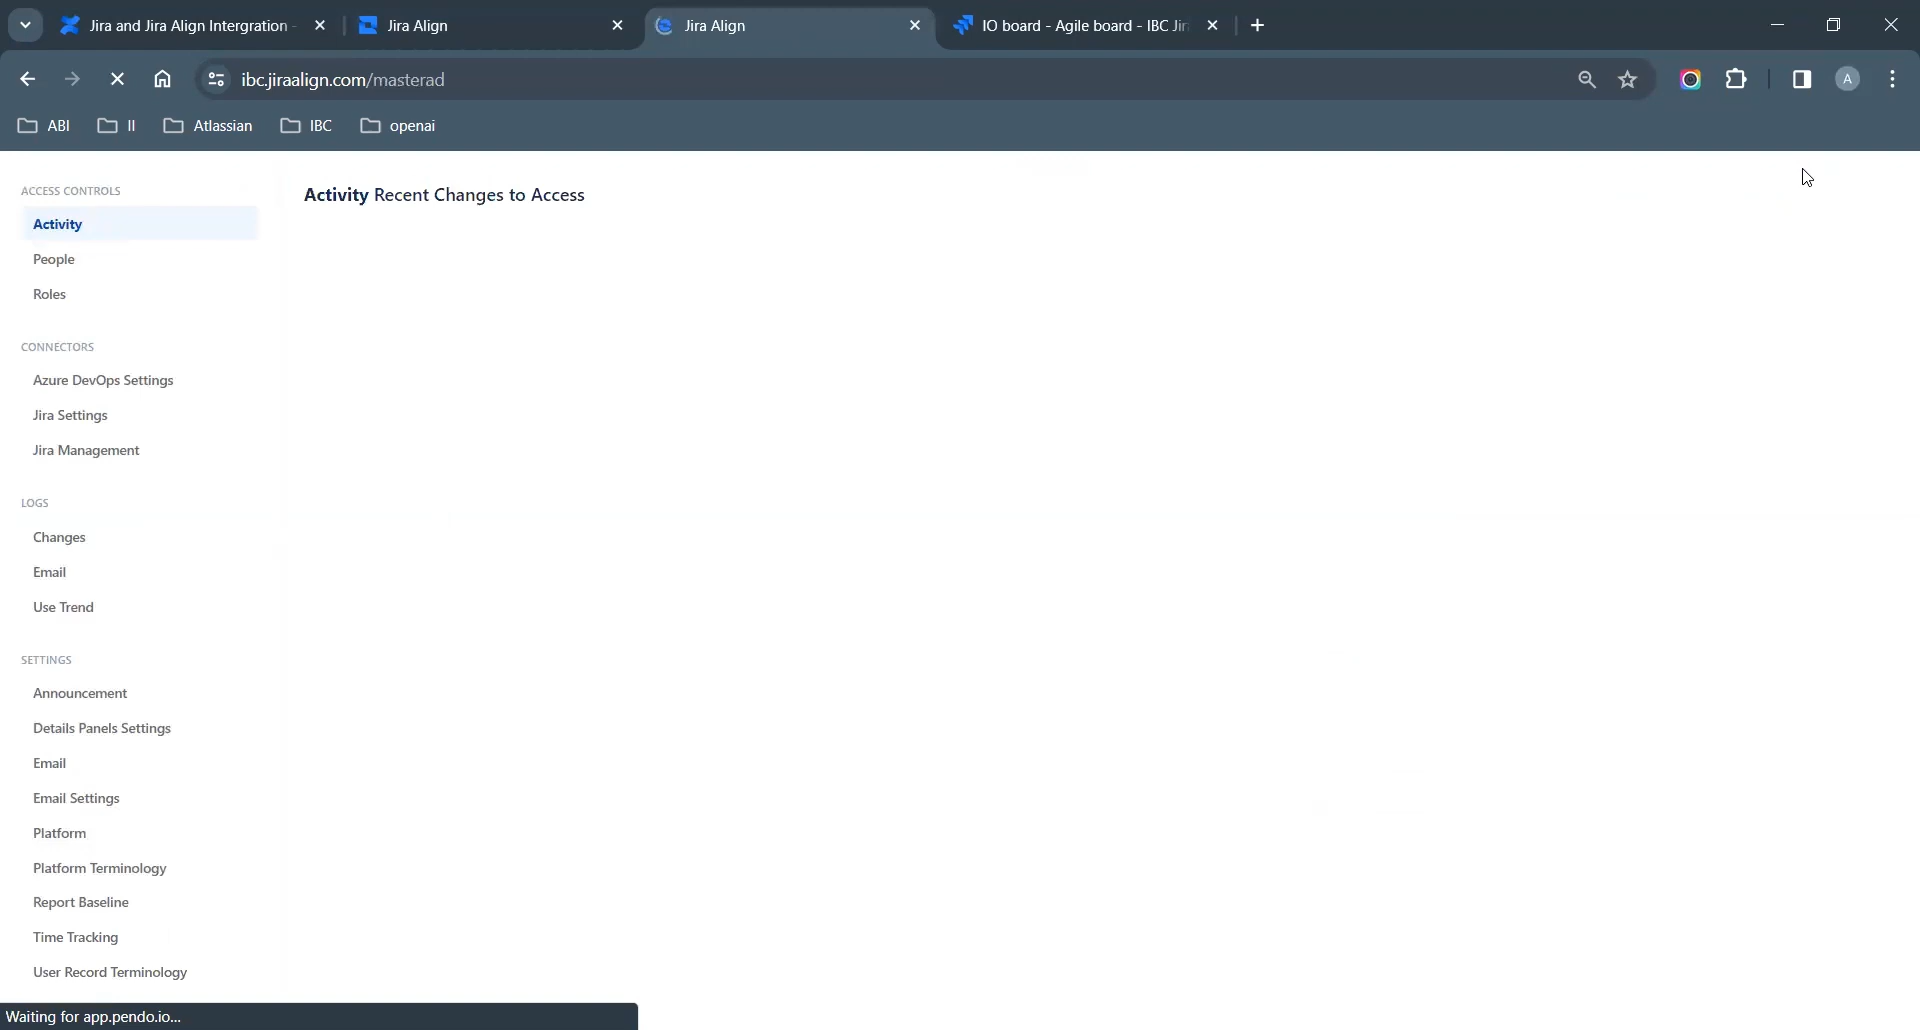 Jira and Jira Align Intergration -
Jira Align
Jira Align
IO board - Agile board - IBC Jir
ibc.jiraalign.com/masterad
A
ABI
II
Atlassian
IBC
openai
ACCESS CONTROLS
Activity
People
Roles
CONNECTORS
Azure DevOps Settings
Jira Settings
Jira Management
LOGS
Changes
Email
Use Trend
SETTINGS
Announcement
Details Panels Settings
Email
Email Settings
Platform
Platform Terminology
Report Baseline
Time Tracking
User Record Terminology
Activity Recent Changes to Access
Waiting for app.pendo.io...